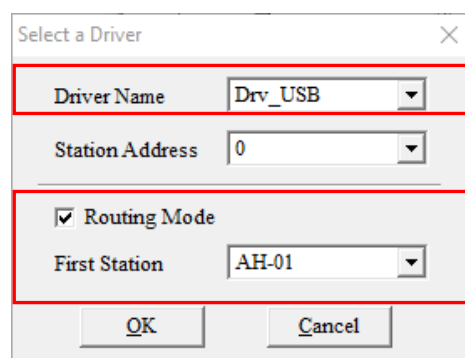 Select a Driver
Driver Name Drv_USB
Station Address 0
Routing Mode
First Station AH-01
OK Cancel